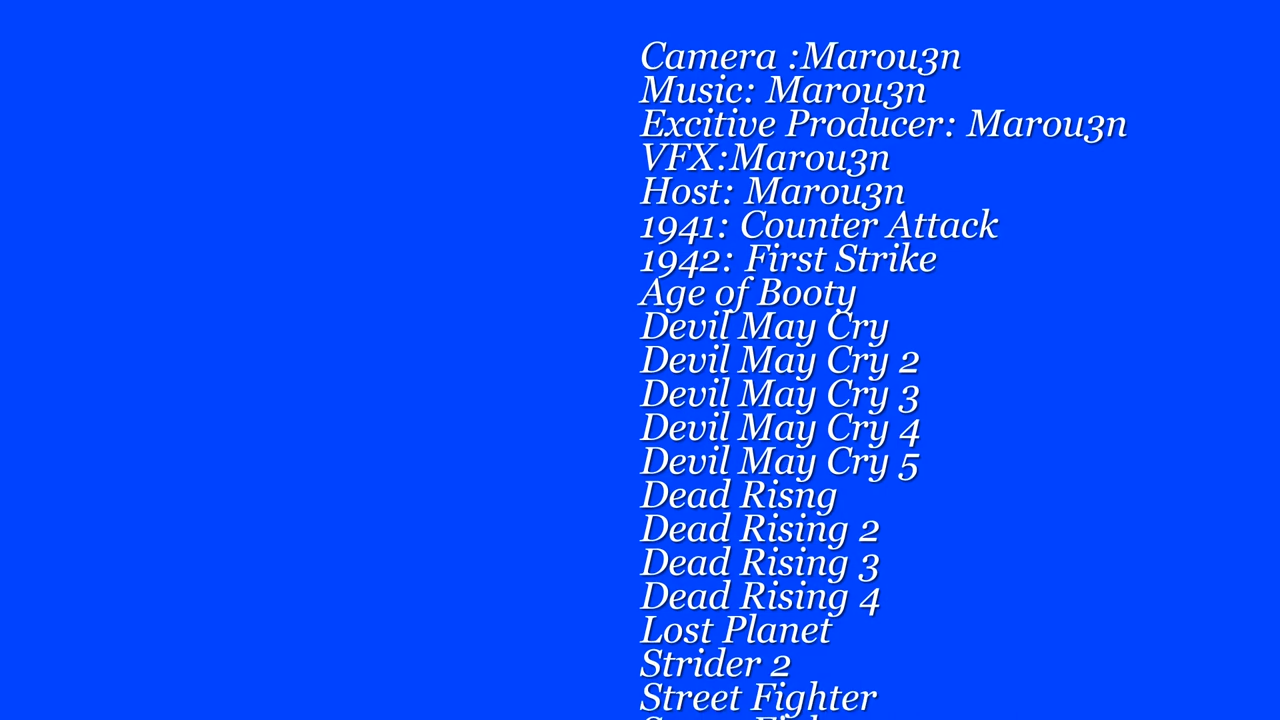 Camera :Marou3n
Music: Marou3n
Excitive Producer: Marou3n
VFX:Marou3n
Host: Marou3n
1941: Counter Attack
1942: First Strike
Age of Booty
Devil May Cry
Devil May Cry 2
Devil May Cry 3
Devil May Cry 4
Devil May Cry 5
Dead Risng
Dead Rising 2
Dead Rising 3
Dead Rising 4
Lost Planet
Strider 2
Street Fighter